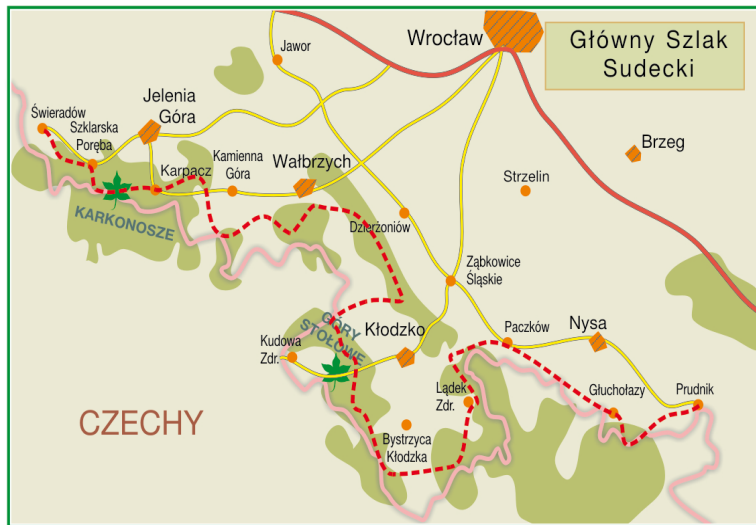 Główny Szlak
Sudecki
Wrocław
Jawor
Świeradów
Szklarska
Poręba
Jelenia
Góra
Karpacz
Kamienna
Góra
Wałbrzych
Brzeg
Strzelin
KARKONOSZE
Dzierżoniów
Ząbkowice
Śląskie
GÓRY
STOŁOWE
Kudowa
Zdr.
Kłodzko
Paczków
Nysa
Lądek
Zdr.
Głuchołazy
Prudnik
CZECHY
Bystrzyca
Kłodzka